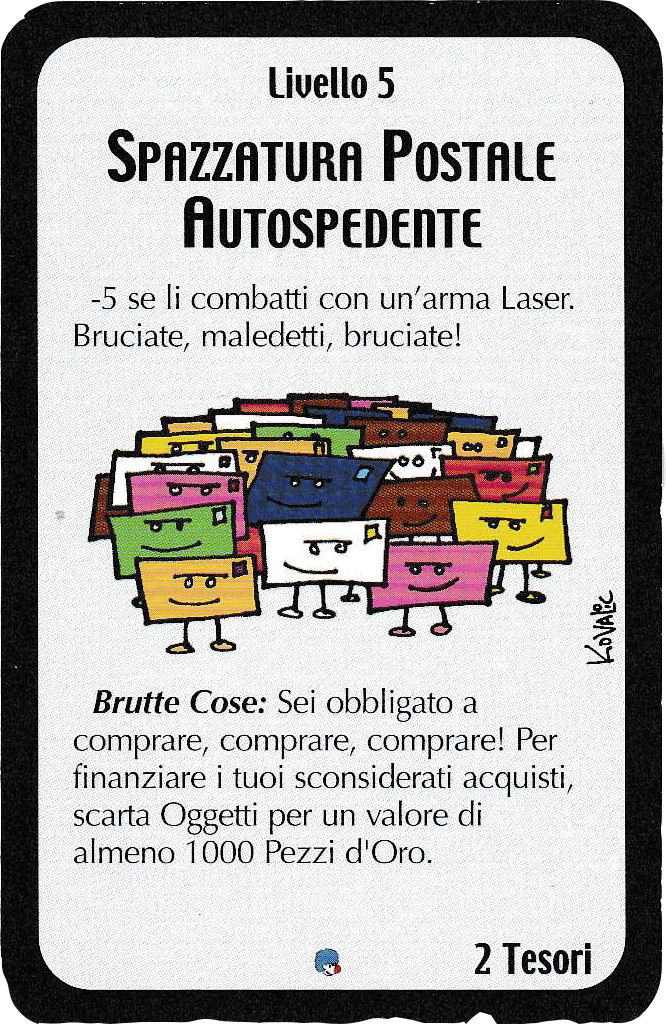 Livello 5
Spazzatura Postale
Autospedente
-5 se li combatti con un'arma Laser.
Bruciate, maledetti, bruciate!
Kovalic
Brutte Cose: Sei obbligato a
comprare, comprare, comprare! Per
finanziare i tuoi sconsiderati acquisti,
scarta Oggetti per un valore di
almeno 1000 Pezzi d'Oro.
2 Tesori